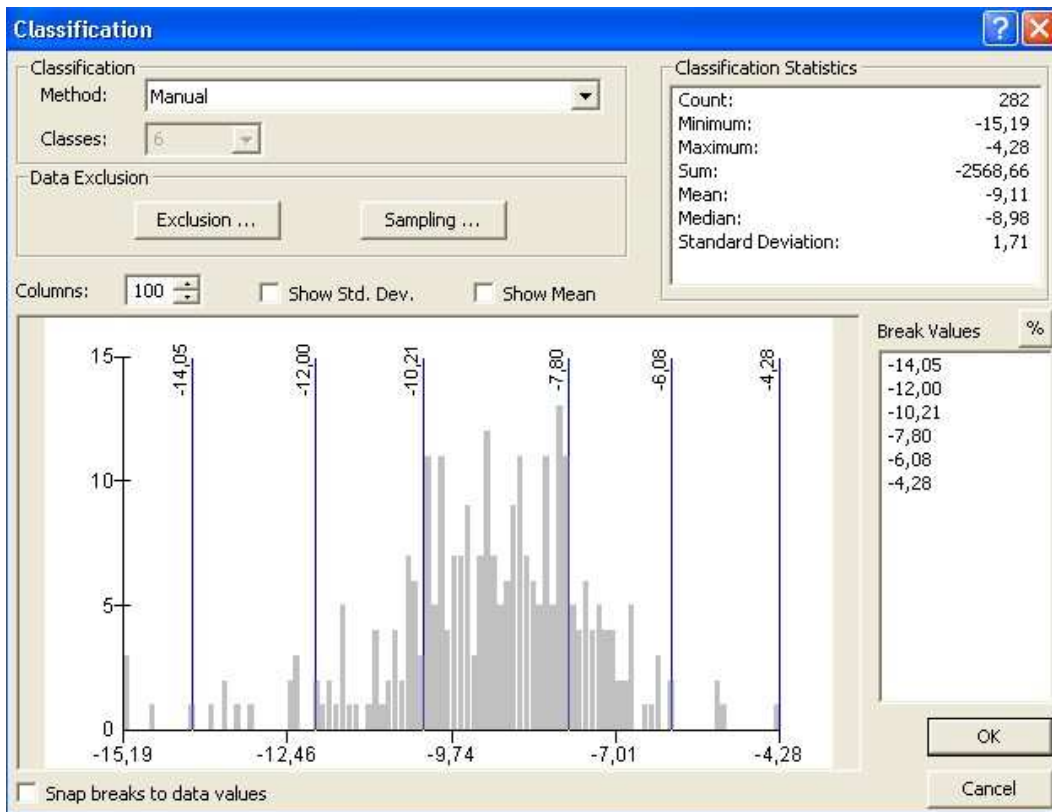 Classification
Classification
Method: Manual
Classes: 6
Data Exclusion
Exclusion ... Sampling ...
Classification Statistics
Count: 282
Minimum: -15,19
Maximum: -4,28
Sum: -2568,66
Mean: -9,11
Median: -8,98
Standard Deviation: 1,71
Columns: 100 Show Std. Dev. Show Mean
Break Values %
-14,05
-12,00
-10,21
-7,80
-6,08
-4,28
-14,05 -12,00 -10,21 -7,80 -6,08 -4,28
15
10
5
0
-15,19 -12,46 -9,74 -7,01 -4,28
Snap breaks to data values
OK
Cancel